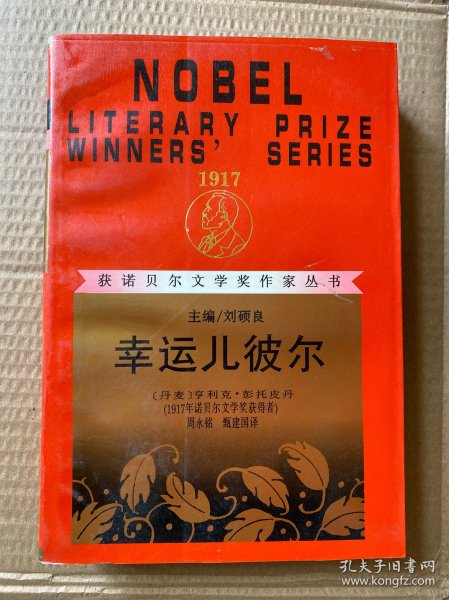 NOBEL
LITERARY PRIZE
WINNERS' SERIES
1917
获诺贝尔文学奖作家丛书
主编/刘硕良
幸运儿彼尔
〔丹麦〕亨利克·彭托皮丹
(1917年诺贝尔文学奖获得者)
周永铭 甄建国译
孔夫子旧书网
www.kongfz.com